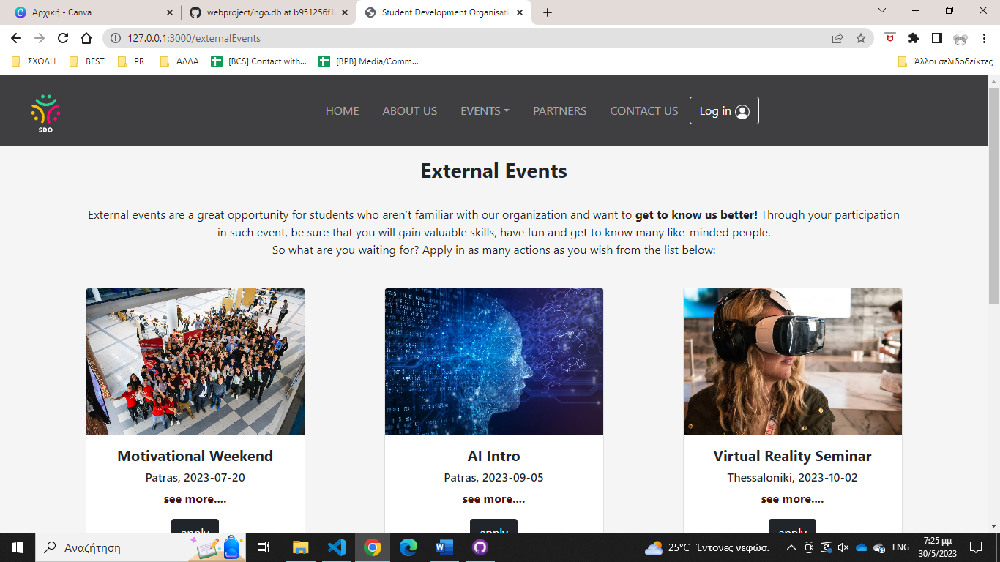 Αρχική - Canva
webproject/ngo.db at b951256f1
Student Development Organisati
127.0.0.1:3000/externalEvents
ΣΧΟΛΗ
BEST
PR
ΑΛΛΑ
[BCS] Contact with...
[BPB] Media/Comm...
Άλλοι σελιδοδείκτες
SDO
HOME
ABOUT US
EVENTS
PARTNERS
CONTACT US
Log in
External Events
External events are a great opportunity for students who aren't familiar with our organization and want to get to know us better! Through your participation
in such event, be sure that you will gain valuable skills, have fun and get to know many like-minded people.
So what are you waiting for? Apply in as many actions as you wish from the list below:
Motivational Weekend
Patras, 2023-07-20
see more....
apply
AI Intro
Patras, 2023-09-05
see more....
apply
Virtual Reality Seminar
Thessaloniki, 2023-10-02
see more....
apply
Αναζήτηση
25°C Έντονες νεφώσ.
ENG
7:25 μμ
30/5/2023